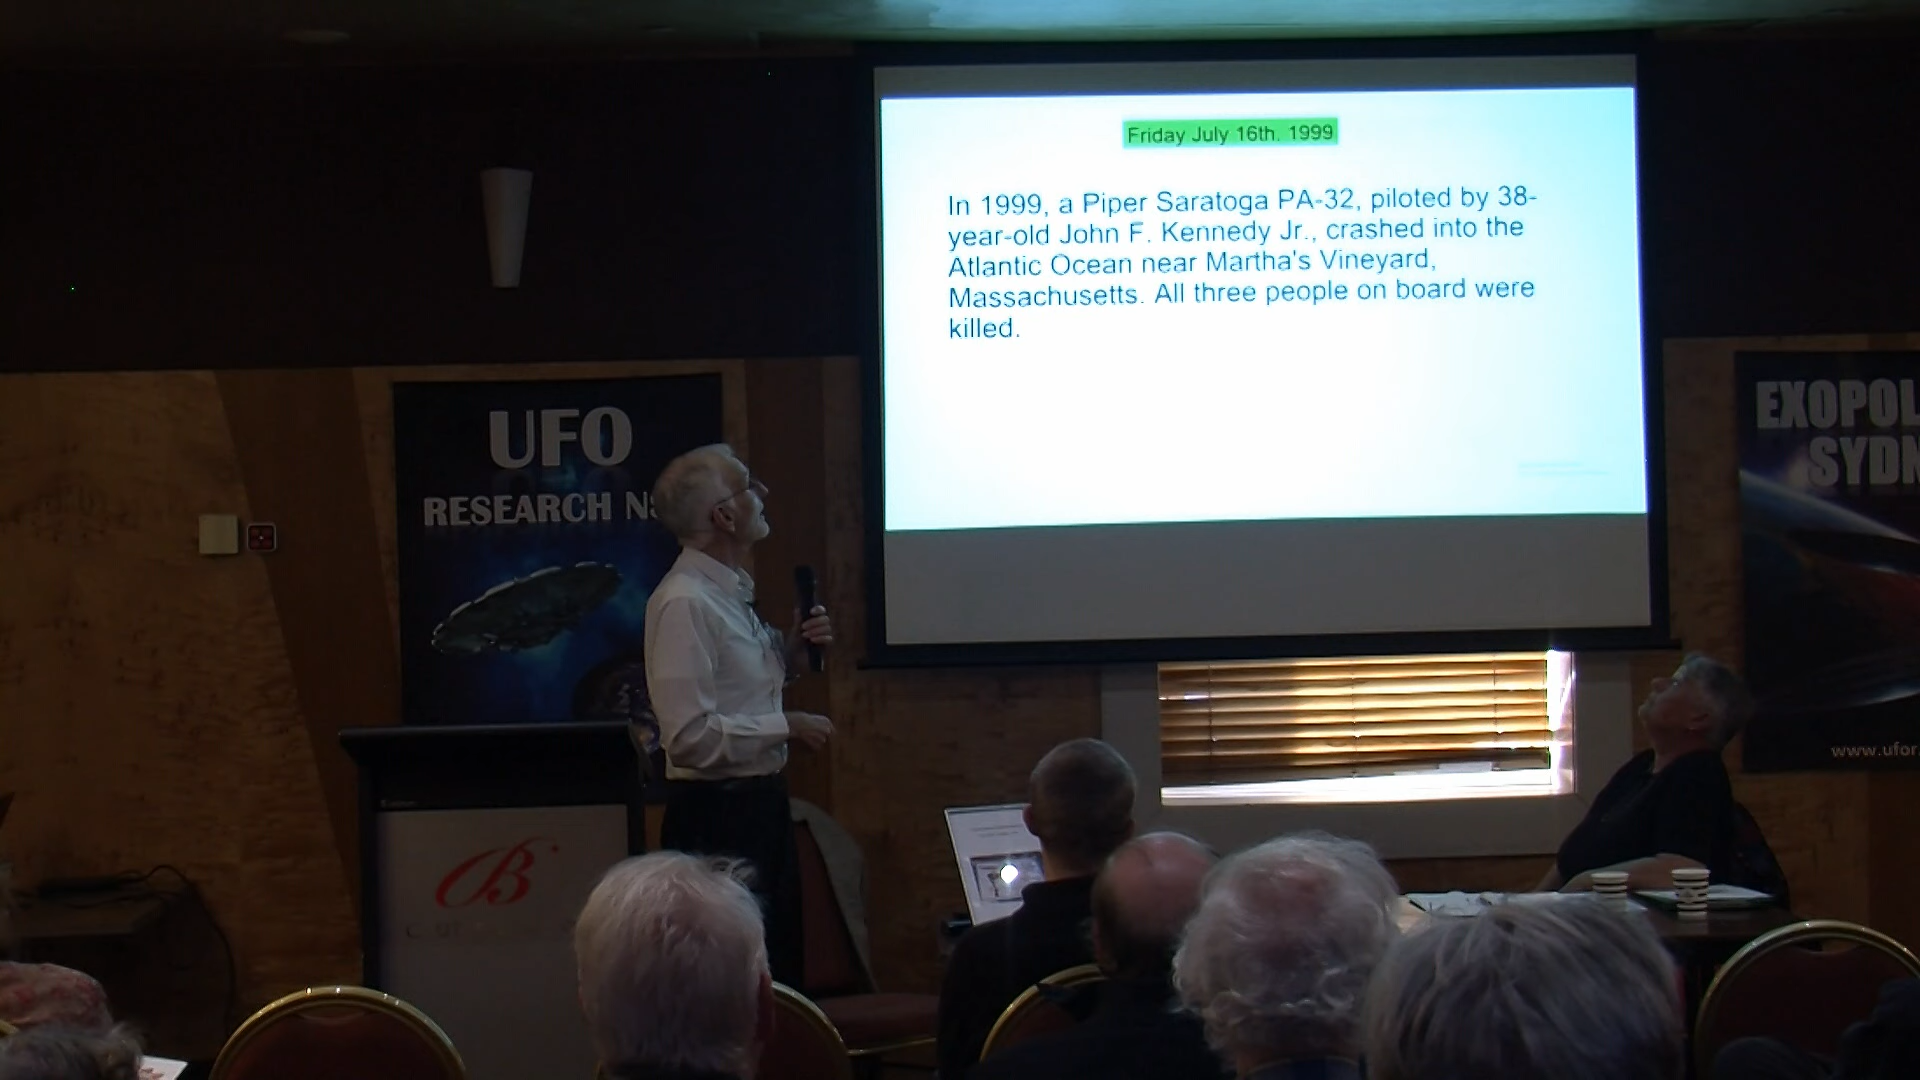 Friday July 16th. 1999
In 1999, a Piper Saratoga PA-32, piloted by 38-
year-old John F. Kennedy Jr., crashed into the
Atlantic Ocean near Martha's Vineyard,
Massachusetts. All three people on board were
killed.
UFO
RESEARCH
EXOPOL
SYDN
www.ufor
B